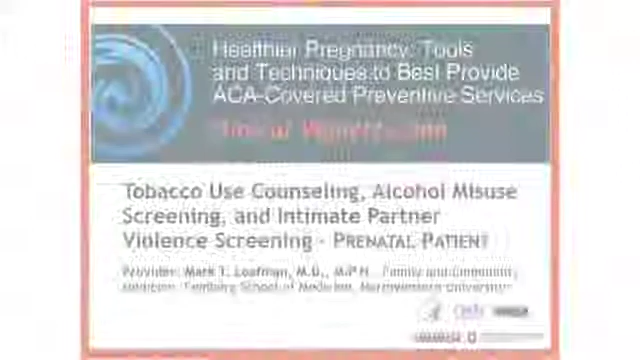 Healthier Pregnancy: Tools
and Techniques to Best Provide
ACA-Covered Preventive Services
Tobacco Use Counseling, Alcohol Misuse
Screening, and Intimate Partner
Violence Screening - PRENATAL PATIENT
Provider: Mark T. Loafman, M.D., M.P.H., Family and Community
Medicine, Feinberg School of Medicine, Northwestern University